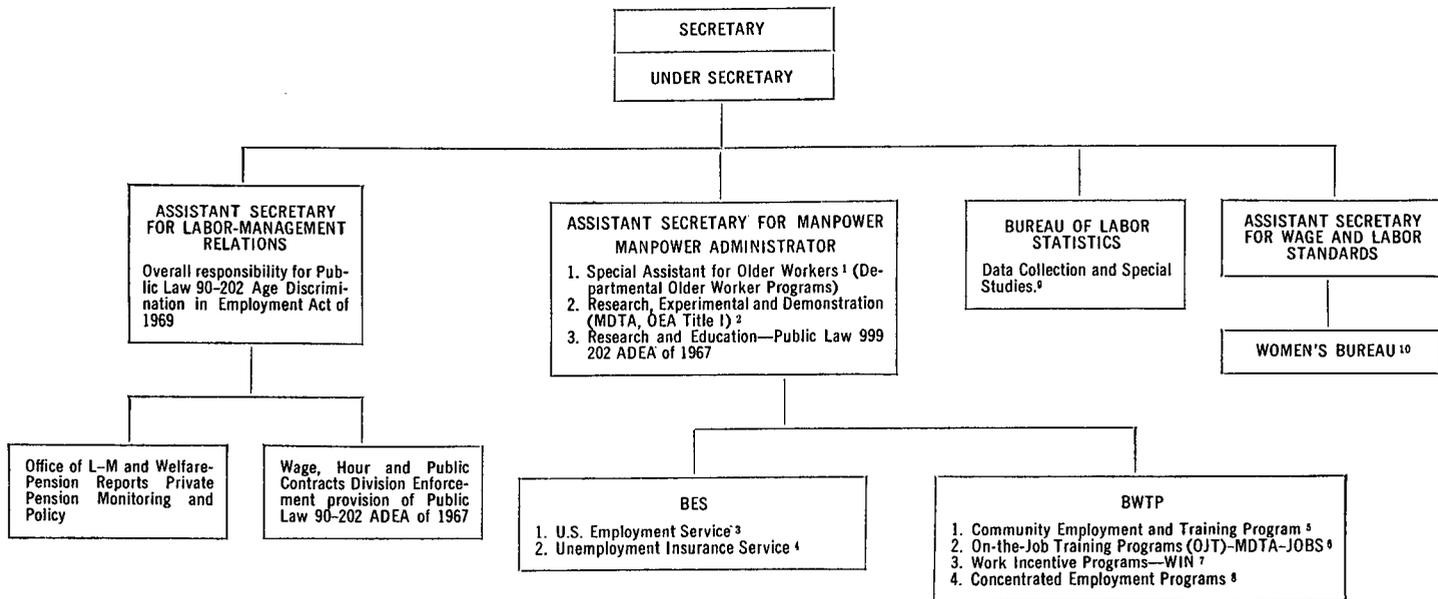 SECRETARY
UNDER SECRETARY
ASSISTANT SECRETARY
FOR LABOR-MANAGEMENT
RELATIONS
Overall responsibility for Pub-
lic Law 90-202 Age Discrimi-
nation in Employment Act of
1969
ASSISTANT SECRETARY FOR MANPOWER
MANPOWER ADMINISTRATOR
1. Special Assistant for Older Workers ¹ (De-
partmental Older Worker Programs)
2. Research, Experimental and Demonstration
(MDTA, OEA Title I) ²
3. Research and Education—Public Law 999
202 ADEA of 1967
BUREAU OF LABOR
STATISTICS
Data Collection and Special
Studies.⁹
ASSISTANT SECRETARY
FOR WAGE AND LABOR
STANDARDS
WOMEN'S BUREAU ¹⁰
Office of L-M and Welfare-
Pension Reports Private
Pension Monitoring and
Policy
Wage, Hour and Public
Contracts Division Enforce-
ment provision of Public
Law 90-202 ADEA of 1967
BES
1. U.S. Employment Service ³
2. Unemployment Insurance Service ⁴
BWTP
1. Community Employment and Training Program ⁵
2. On-the-Job Training Programs (OJT)-MDTA-JOBS ⁶
3. Work Incentive Programs—WIN ⁷
4. Concentrated Employment Programs ⁸